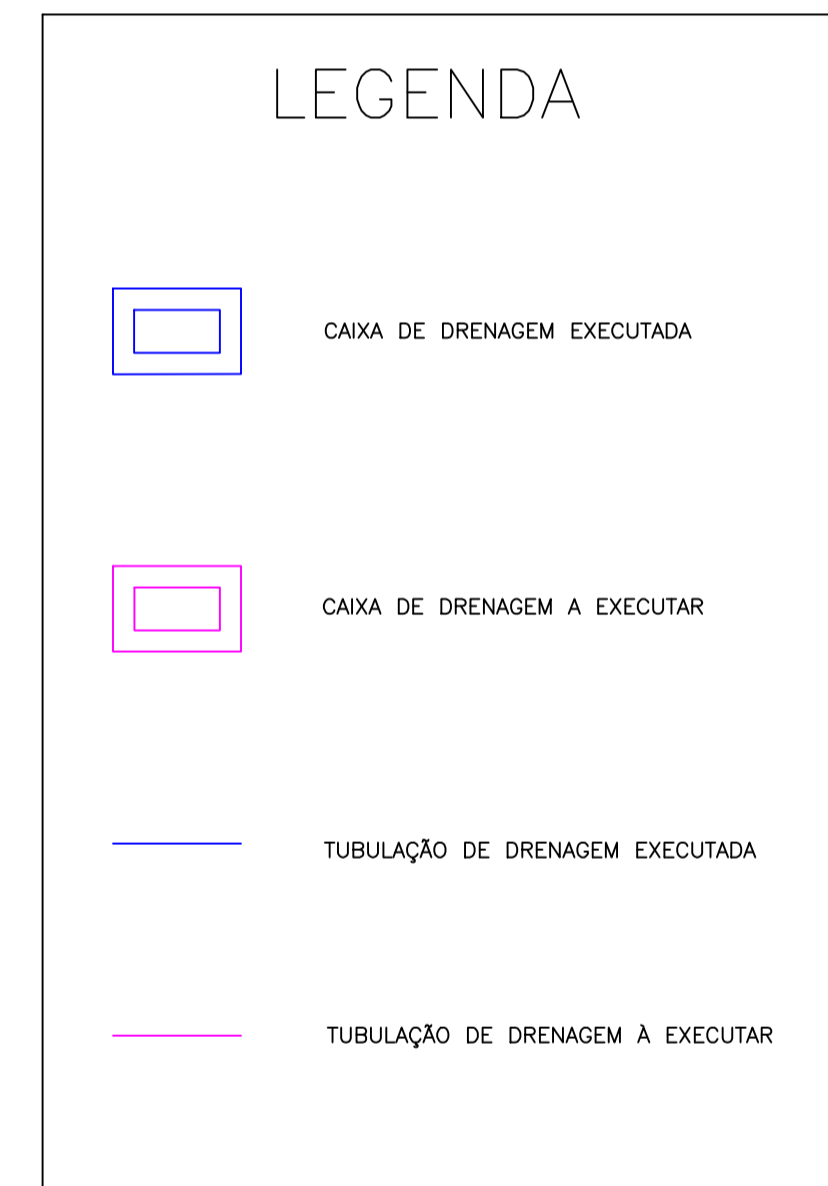 LEGENDA
CAIXA DE DRENAGEM EXECUTADA
CAIXA DE DRENAGEM A EXECUTAR
TUBULAÇÃO DE DRENAGEM EXECUTADA
TUBULAÇÃO DE DRENAGEM À EXECUTAR